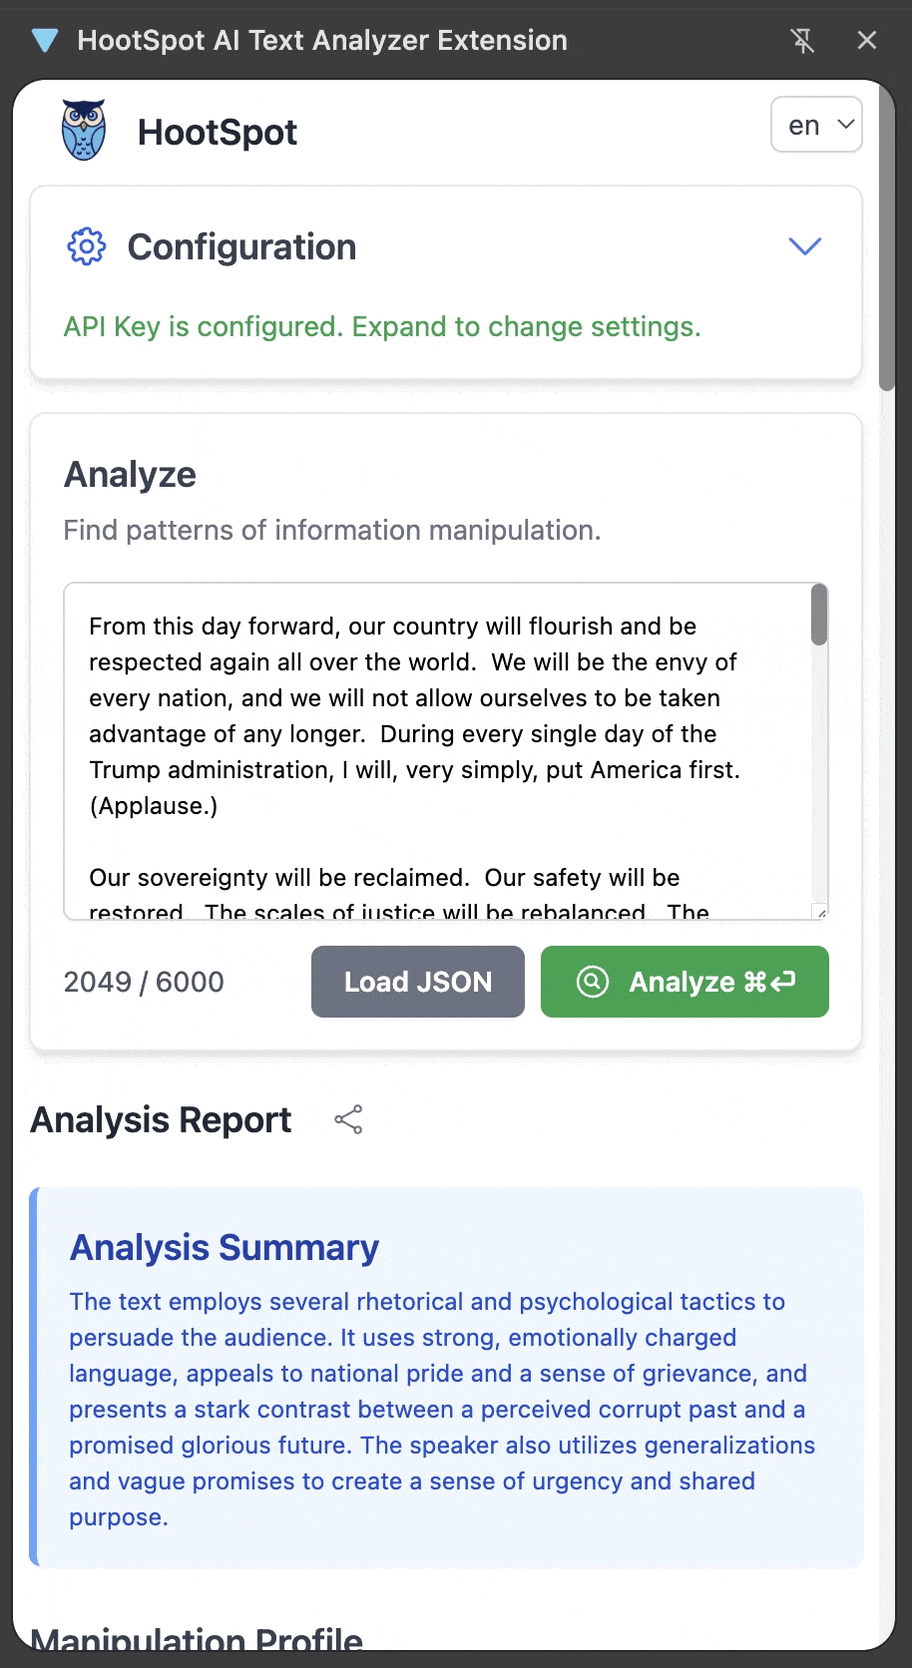 HootSpot AI Text Analyzer Extension
HootSpot
en
Configuration
API Key is configured. Expand to change settings.
Analyze
Find patterns of information manipulation.
From this day forward, our country will flourish and be
respected again all over the world.  We will be the envy of
every nation, and we will not allow ourselves to be taken
advantage of any longer.  During every single day of the
Trump administration, I will, very simply, put America first.
(Applause.)
Our sovereignty will be reclaimed.  Our safety will be
restored.  The scales of justice will be rebalanced.  The
2049 / 6000
Load JSON
Analyze ⌘↩
Analysis Report
Analysis Summary
The text employs several rhetorical and psychological tactics to
persuade the audience. It uses strong, emotionally charged
language, appeals to national pride and a sense of grievance, and
presents a stark contrast between a perceived corrupt past and a
promised glorious future. The speaker also utilizes generalizations
and vague promises to create a sense of urgency and shared
purpose.
Manipulation Profile